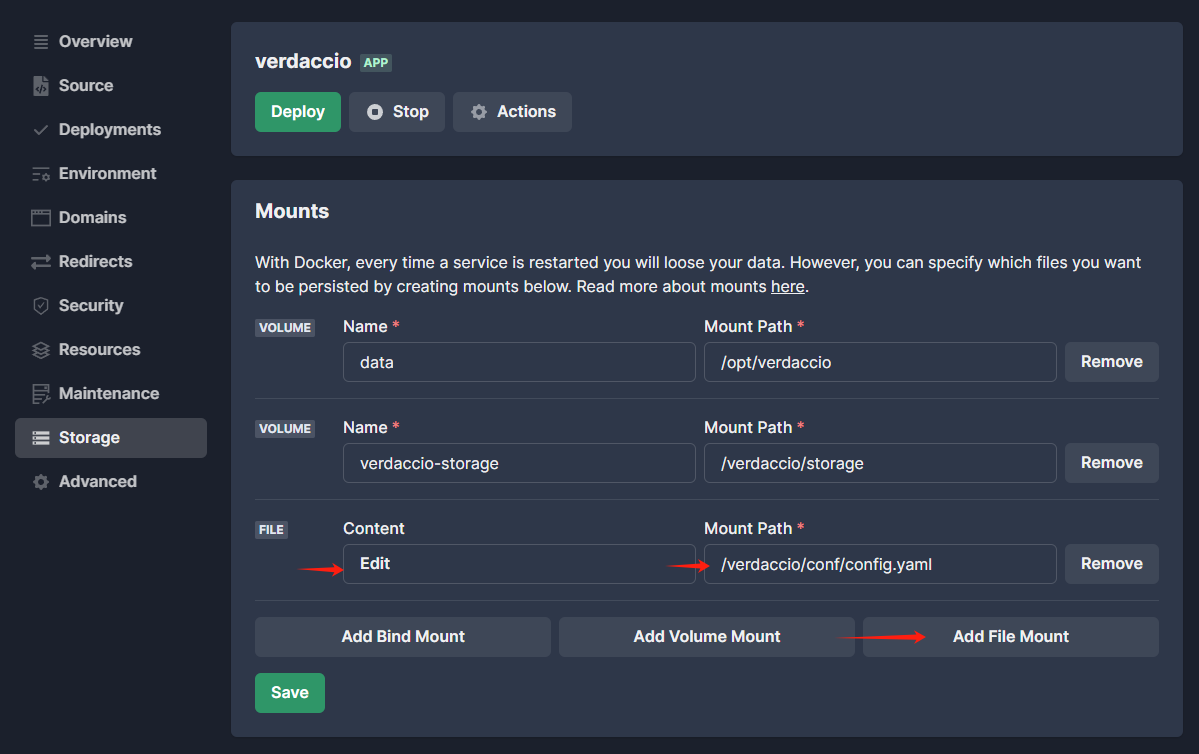 Overview
Source
Deployments
Environment
Domains
Redirects
Security
Resources
Maintenance
Storage
Advanced
verdaccio APP
Deploy Stop Actions
Mounts
With Docker, every time a service is restarted you will loose your data. However, you can specify which files you want
to be persisted by creating mounts below. Read more about mounts here.
VOLUME Name * Mount Path *
data /opt/verdaccio Remove
VOLUME Name * Mount Path *
verdaccio-storage /verdaccio/storage Remove
FILE Content Mount Path *
Edit /verdaccio/conf/config.yaml Remove
Add Bind Mount Add Volume Mount Add File Mount
Save